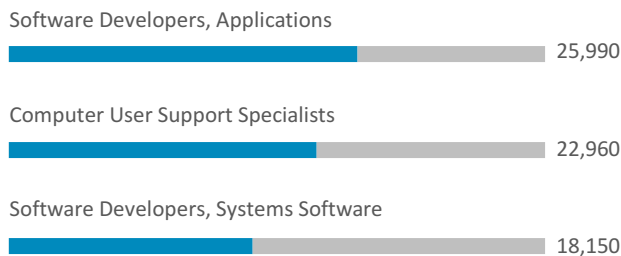 Software Developers, Applications
25,990
Computer User Support Specialists
22,960
Software Developers, Systems Software
18,150